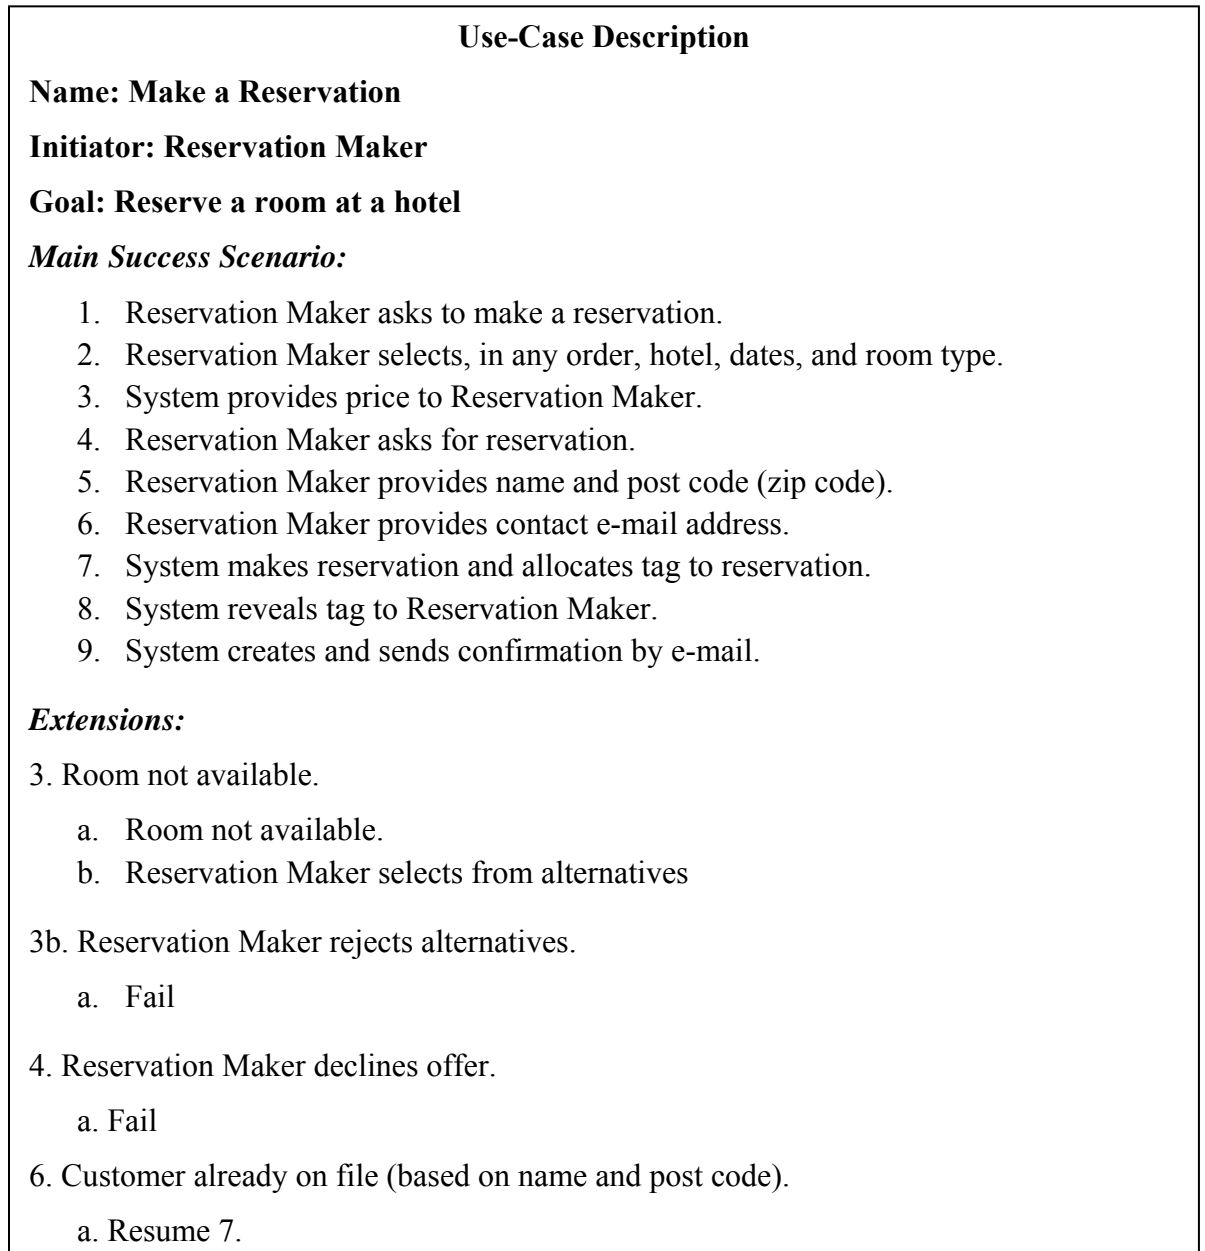 Use-Case Description
Name: Make a Reservation
Initiator: Reservation Maker
Goal: Reserve a room at a hotel
Main Success Scenario:
1. Reservation Maker asks to make a reservation.
2. Reservation Maker selects, in any order, hotel, dates, and room type.
3. System provides price to Reservation Maker.
4. Reservation Maker asks for reservation.
5. Reservation Maker provides name and post code (zip code).
6. Reservation Maker provides contact e-mail address.
7. System makes reservation and allocates tag to reservation.
8. System reveals tag to Reservation Maker.
9. System creates and sends confirmation by e-mail.
Extensions:
3. Room not available.
a. Room not available.
b. Reservation Maker selects from alternatives
3b. Reservation Maker rejects alternatives.
a. Fail
4. Reservation Maker declines offer.
a. Fail
6. Customer already on file (based on name and post code).
a. Resume 7.